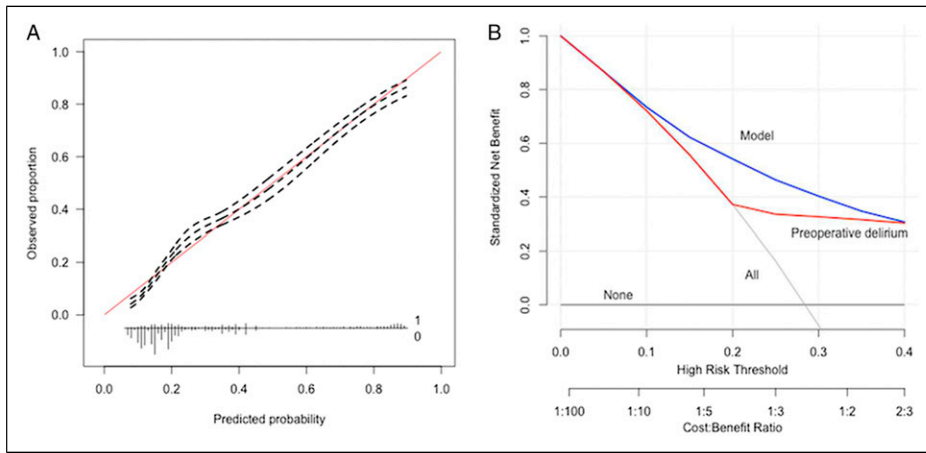 A
1.0
0.8
0.6
0.4
0.2
0.0
Observed proportion
1
0
0.0 0.2 0.4 0.6 0.8 1.0
Predicted probability
B
1.0
0.8
0.6
0.4
0.2
0.0
Standardized Net Benefit
Model
Preoperative delirium
All
None
0.0 0.1 0.2 0.3 0.4
High Risk Threshold
1:100 1:10 1:5 1:3 1:2 2:3
Cost:Benefit Ratio